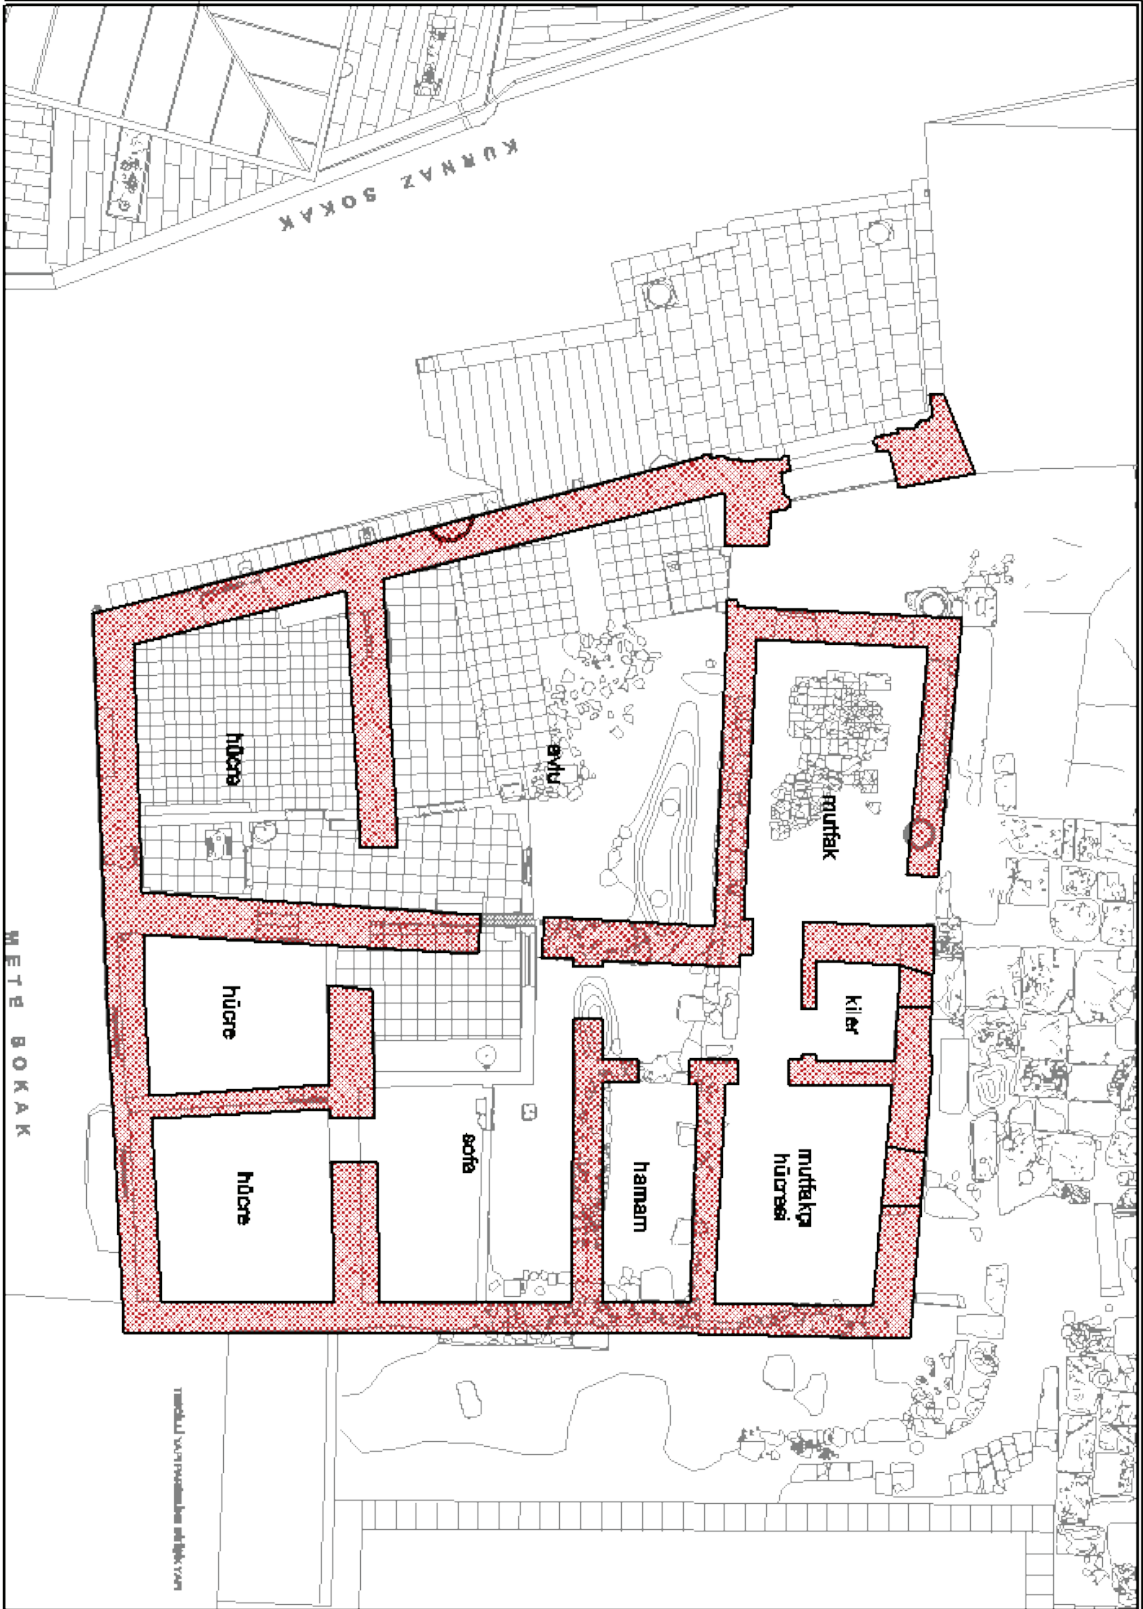 KURNAZ SOKAK
hücre
avlu
mutfak
hücre
kiler
hücre
sofa
hamam
mutfakçı
hücresi
METE SOKAK